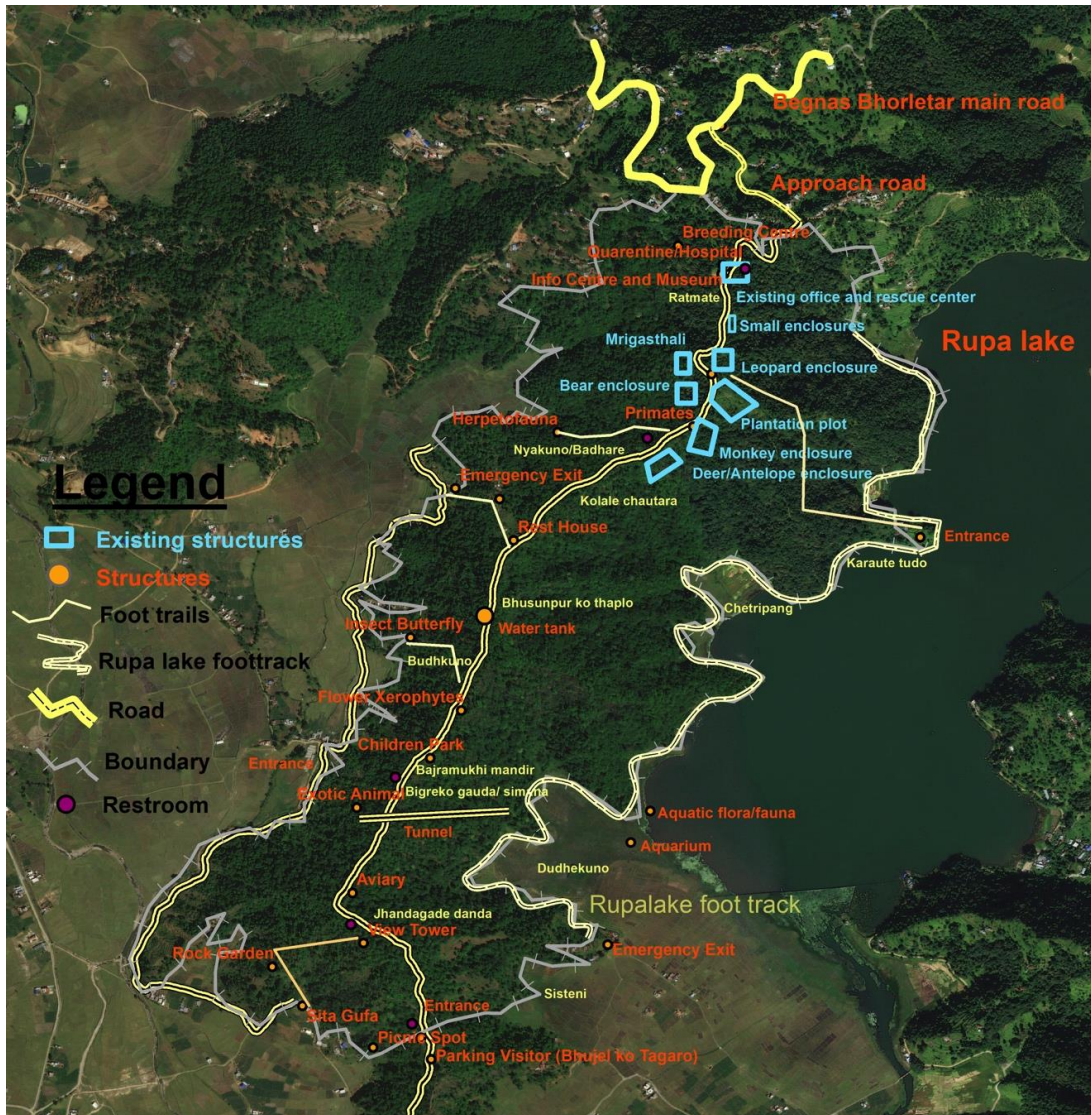 Begnas Bhorletar main road
Approach road
Breeding Centre
Quarentine/Hospital
Info Centre and Museum
Ratmate
Existing office and rescue center
Small enclosures
Rupa lake
Mrigasthali
Leopard enclosure
Bear enclosure
Primates
Plantation plot
Herpetofauna
Nyakuno/Badhare
Monkey enclosure
Deer/Antelope enclosure
Emergency Exit
Kolale chautara
Rest House
Entrance
Karaute tudo
Chetripang
Bhusunpur ko thaplo
Water tank
Insect Butterfly
Budhkuno
Flower Xerophytes
Children Park
Entrance
Bajramukhi mandir
Bigreko gauda/ simana
Exotic Animal
Tunnel
Aquatic flora/fauna
Aquarium
Dudhekuno
Aviary
Rupalake foot track
Jhandagade danda
View Tower
Rock Garden
Emergency Exit
Sisteni
Sita Gufa
Entrance
Picnic Spot
Parking Visitor (Bhujel ko Tagaro)
Legend
Existing structures
Structures
Foot trails
Rupa lake foottrack
Road
Boundary
Restroom